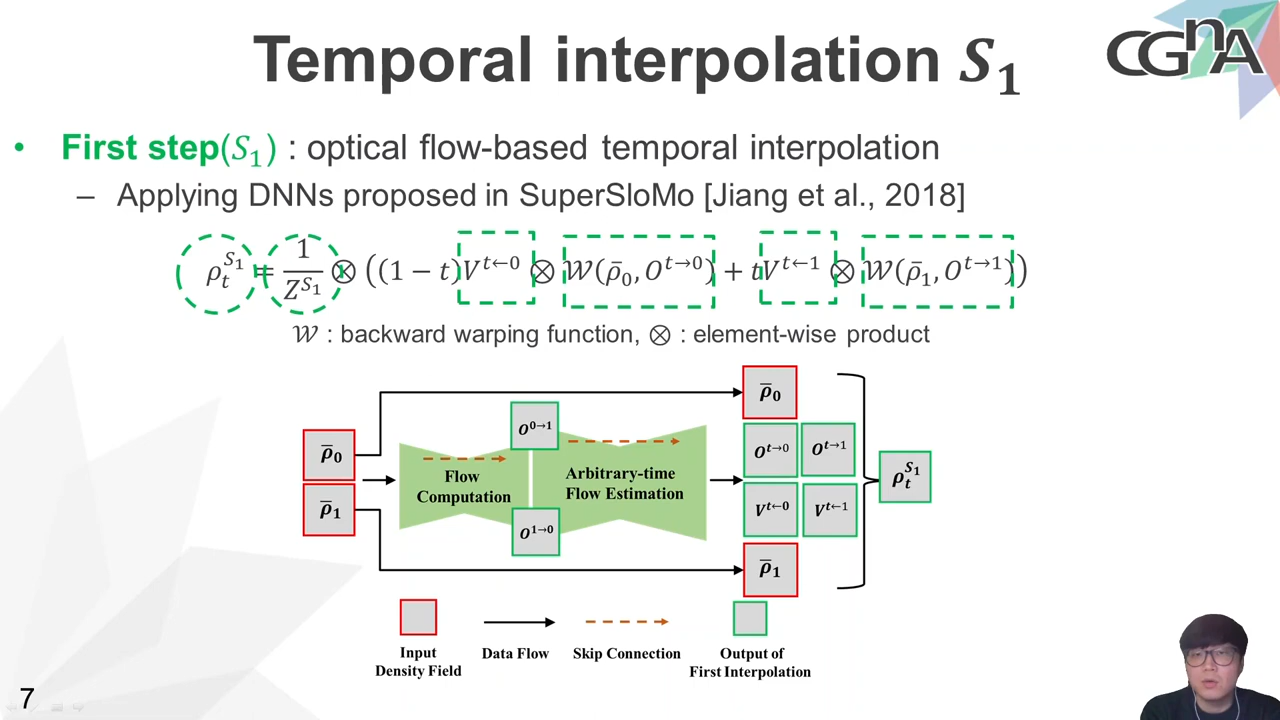 Temporal interpolation S₁
CGnA
• First step(S₁) : optical flow-based temporal interpolation
– Applying DNNs proposed in SuperSloMo [Jiang et al., 2018]
ρ_t^{S₁} = 1/Z^{S₁} ⊗ ((1 − t)V^{t←0} ⊗ 𝒲(ρ̄₀, O^{t→0}) + tV^{t←1} ⊗ 𝒲(ρ̄₁, O^{t→1}))
𝒲 : backward warping function, ⊗ : element-wise product
ρ̄₀
ρ̄₁
O^{0→1}
Flow
Computation
O^{1→0}
Arbitrary-time
Flow Estimation
ρ̄₀
O^{t→0} O^{t→1}
V^{t←0} V^{t←1}
ρ̄₁
ρ_t^{S₁}
Input
Density Field
Data Flow
Skip Connection
Output of
First Interpolation
7